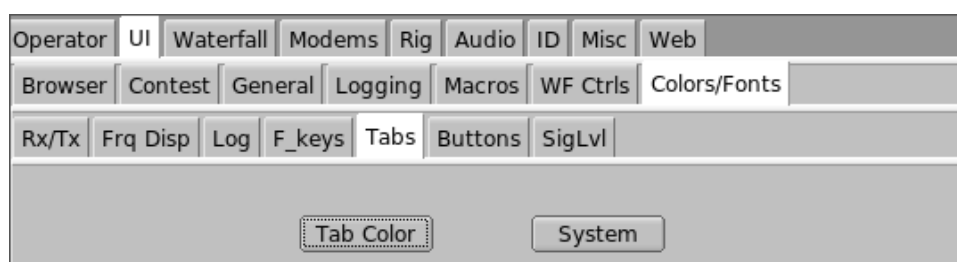 Operator UI Waterfall Modems Rig Audio ID Misc Web
Browser Contest General Logging Macros WF Ctrls Colors/Fonts
Rx/Tx Frq Disp Log F_keys Tabs Buttons SigLvl
Tab Color System